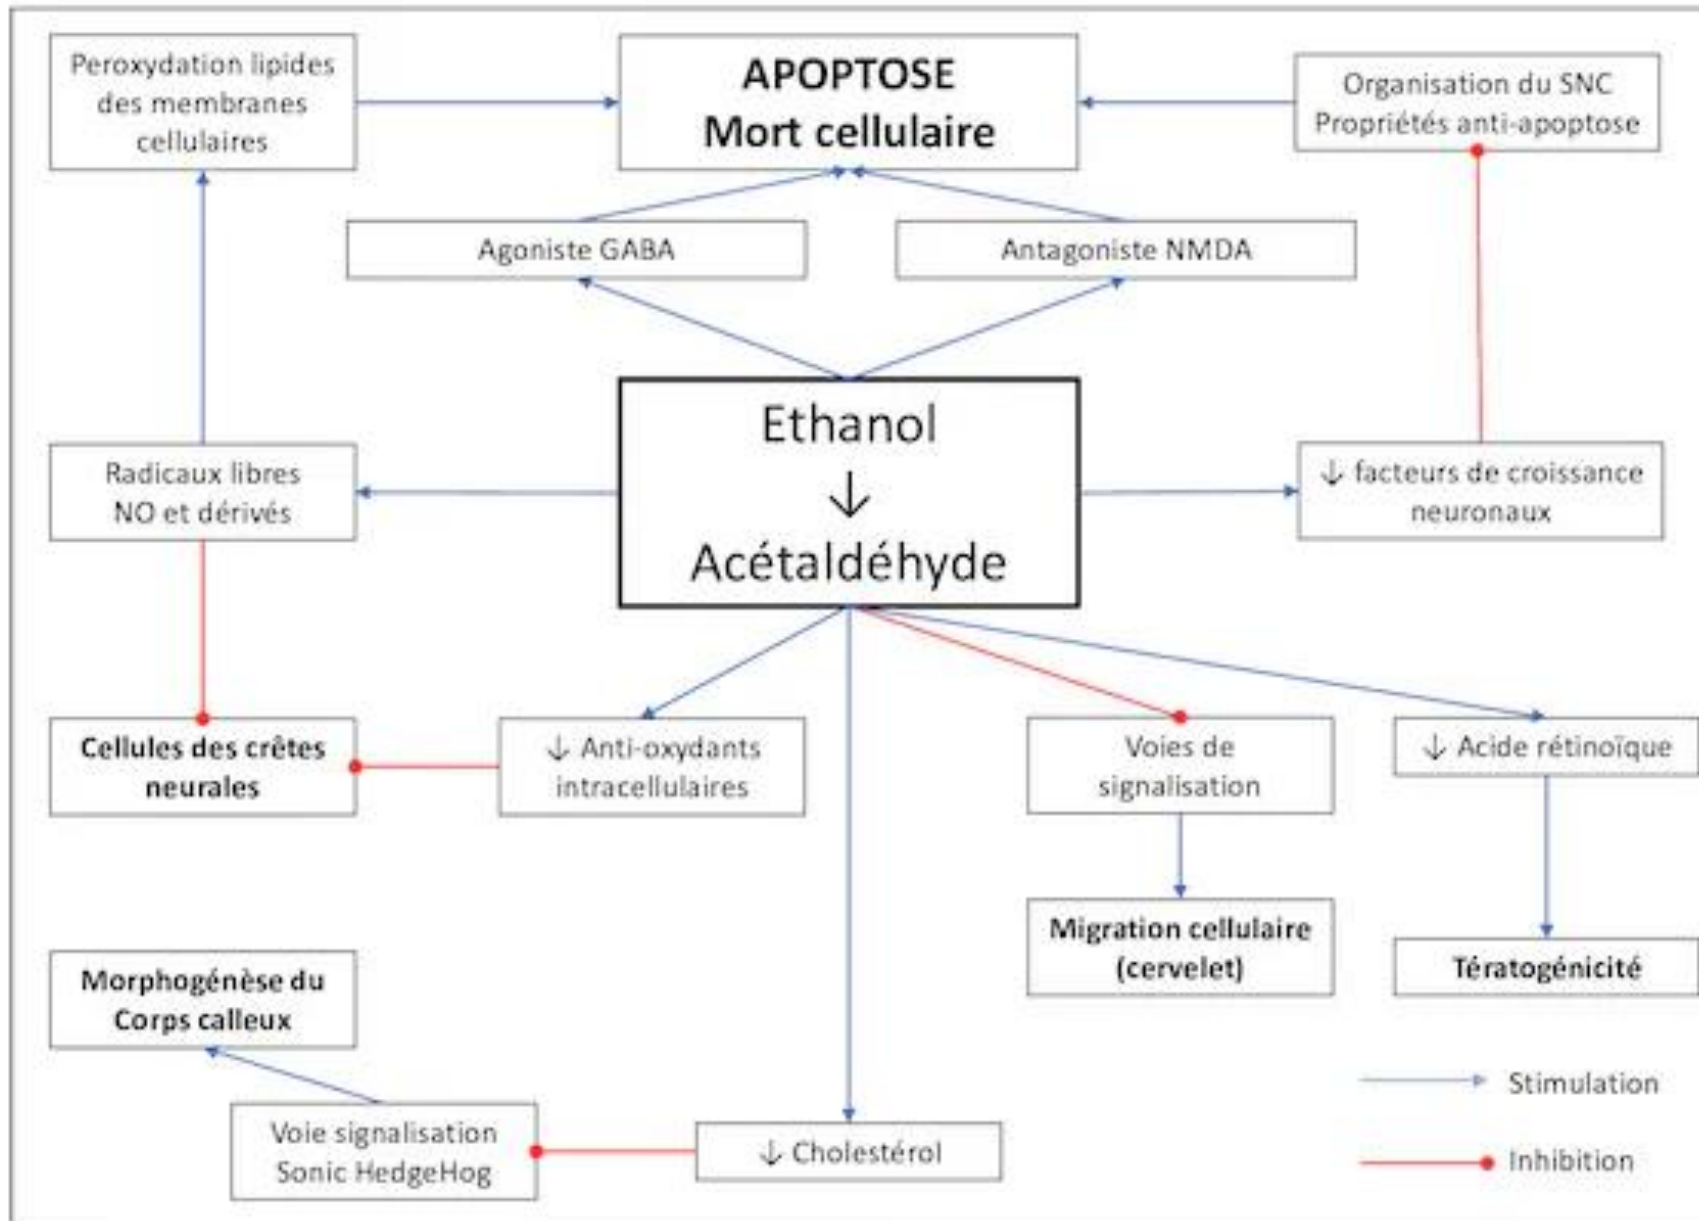 Peroxydation lipides
des membranes
cellulaires
APOPTOSE
Mort cellulaire
Organisation du SNC
Propriétés anti-apoptose
Agoniste GABA
Antagoniste NMDA
Ethanol
↓
Acétaldéhyde
Radicaux libres
NO et dérivés
↓ facteurs de croissance
neuronaux
Cellules des crêtes
neurales
↓ Anti-oxydants
intracellulaires
Voies de
signalisation
↓ Acide rétinoïque
Migration cellulaire
(cervelet)
Tératogénicité
Morphogénèse du
Corps calleux
Voie signalisation
Sonic HedgeHog
↓ Cholestérol
Stimulation
Inhibition